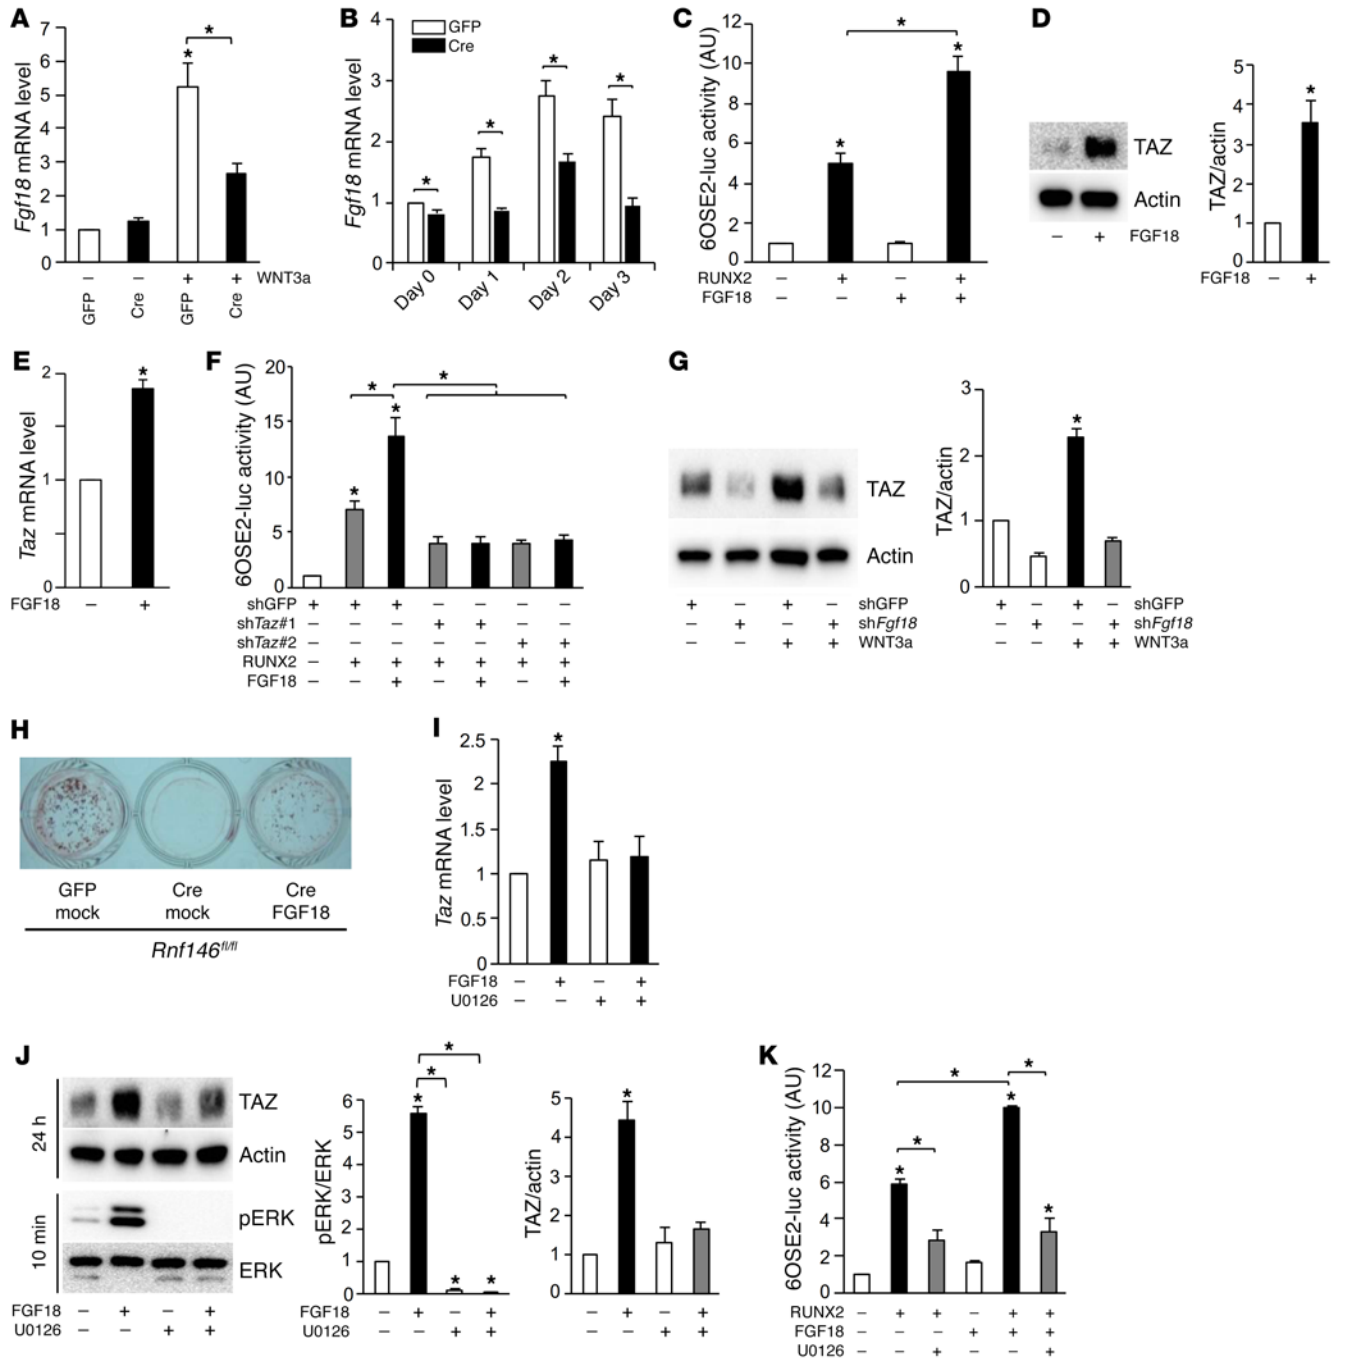 A
Fgf18 mRNA level
7
6
5
4
3
2
1
0
*
*
– – + + WNT3a
GFP Cre GFP Cre
B
Fgf18 mRNA level
4
3
2
1
0
GFP
Cre
* * * *
Day 0 Day 1 Day 2 Day 3
C
6OSE2-luc activity (AU)
12
10
8
6
4
2
0
*
* *
RUNX2 – + – +
FGF18 – – + +
D
TAZ
Actin
– + FGF18
TAZ/actin
5
4
3
2
1
0
*
FGF18 – +
E
Taz mRNA level
2
1
0
*
FGF18 – +
F
6OSE2-luc activity (AU)
20
15
10
5
0
* *
* *
shGFP + + + – – – –
shTaz#1 – – – + + – –
shTaz#2 – – – – – + +
RUNX2 – + + + + + +
FGF18 – – + – + – +
G
TAZ
Actin
+ – + – shGFP
– + – + shFgf18
– – + + WNT3a
TAZ/actin
3
2
1
0
*
+ – + – shGFP
– + – + shFgf18
– – + + WNT3a
H
GFP mock
Cre mock
Cre FGF18
Rnf146fl/fl
I
Taz mRNA level
2.5
2
1.5
1
0.5
0
*
FGF18 – + – +
U0126 – – + +
J
24 h
TAZ
Actin
10 min
pERK
ERK
FGF18 – + – +
U0126 – – + +
pERK/ERK
6
5
4
3
2
1
0
*
*
* * *
FGF18 – + – +
U0126 – – + +
TAZ/actin
5
4
3
2
1
0
*
– + – +
– – + +
K
6OSE2-luc activity (AU)
12
10
8
6
4
2
0
* *
*
* * *
RUNX2 – + + – + +
FGF18 – – – + + +
U0126 – – + – – +